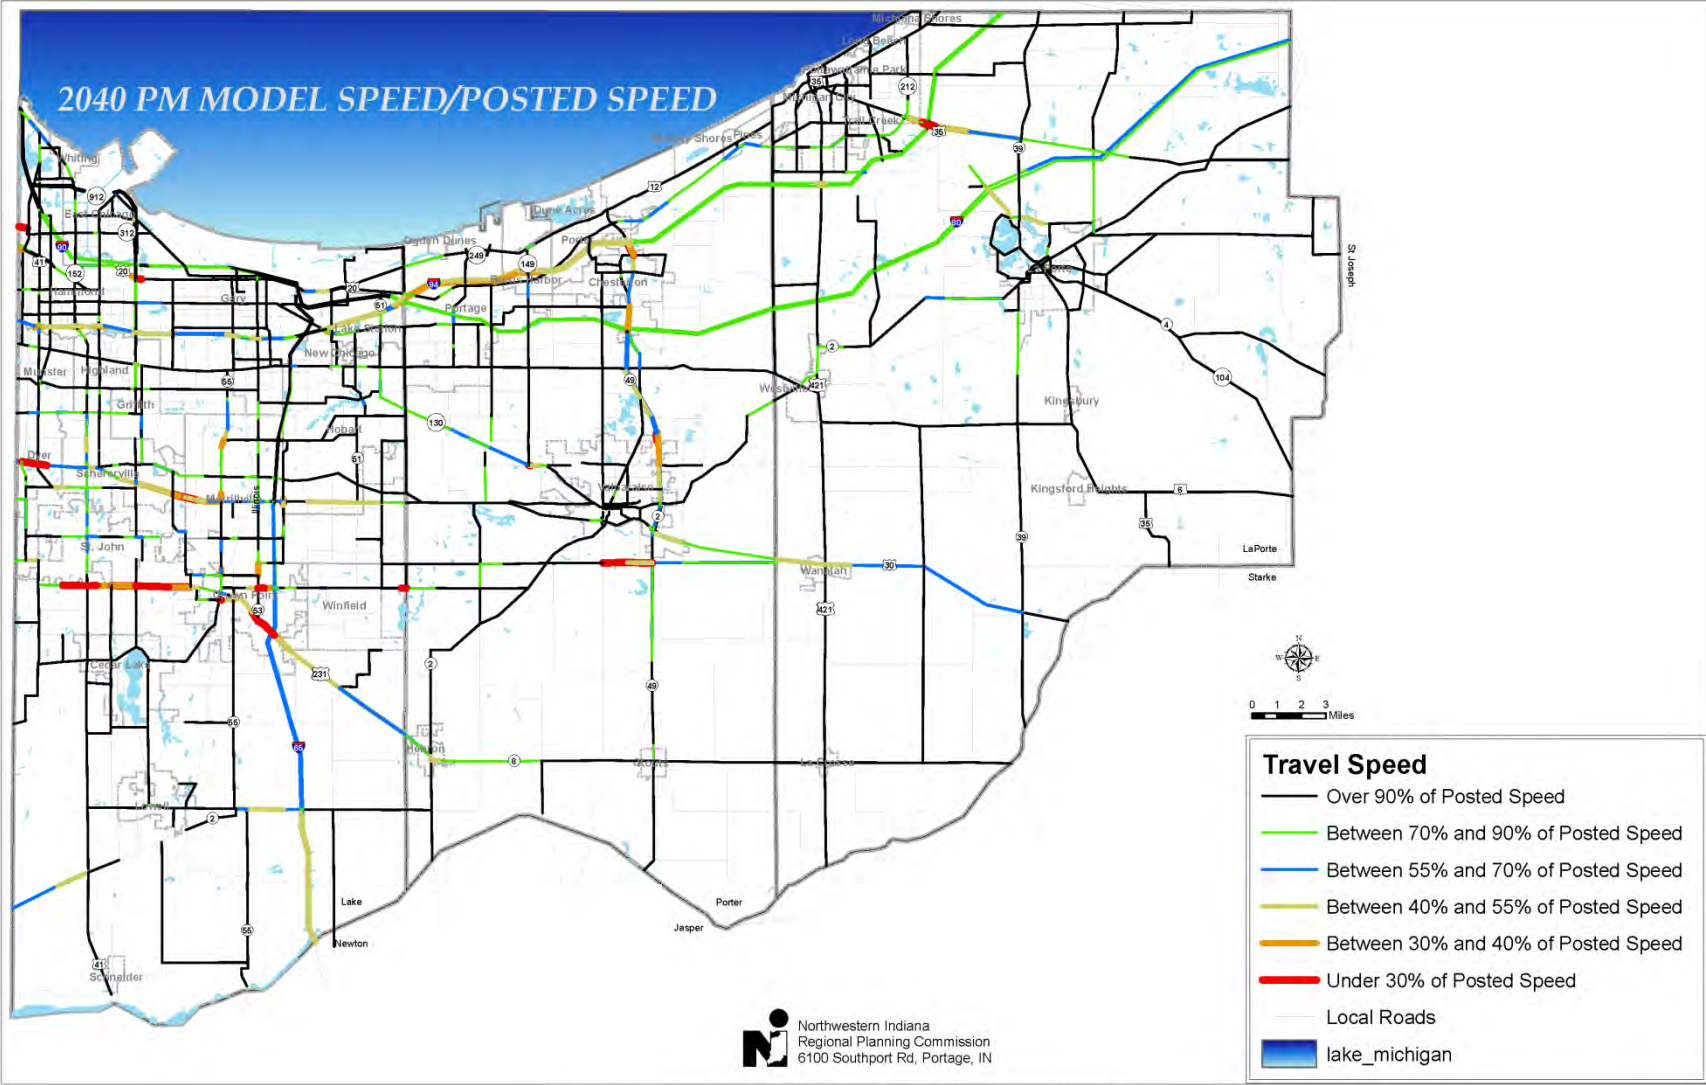 Michiana Shores
Long Beach
Pottawattamie Park
35
212
2040 PM MODEL SPEED/POSTED SPEED
Michigan City
Trail Creek
35
Pines
39
Whiting
12
912
East Chicago
Dune Acres
80
312
Ogden Dunes
Porter
90
249
St Joseph
41
152
20
149
LaPorte
Hammond
20
94
Burns Harbor
Chesterton
Gary
51
Portage
4
Lake Station
2
New Chicago
Munster
Highland
55
49
Westville
421
104
Griffith
Kingsbury
130
Hobart
Dyer
51
Schererville
Merrillville
Valparaiso
Kingsford Heights
6
2
35
39
St. John
LaPorte
Wanatah
30
Starke
Crown Point
53
Winfield
421
N
W
E
S
Cedar Lake
2
231
49
0 1 2 3
Miles
55
65
Hebron
8
Kouts
La Crosse
Lowell
2
Lake
Porter
55
Jasper
Newton
41
Schneider
Travel Speed
Over 90% of Posted Speed
Between 70% and 90% of Posted Speed
Between 55% and 70% of Posted Speed
Between 40% and 55% of Posted Speed
Between 30% and 40% of Posted Speed
Under 30% of Posted Speed
Local Roads
lake_michigan
Northwestern Indiana
Regional Planning Commission
6100 Southport Rd, Portage, IN